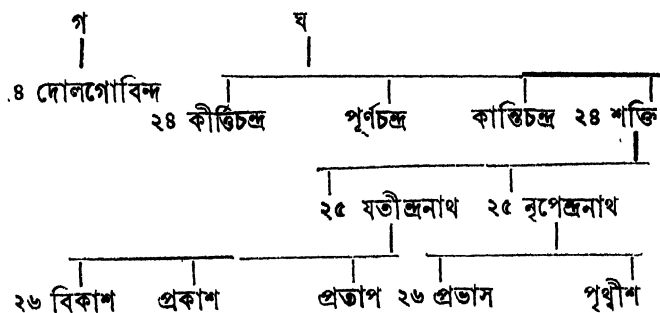 গ ঘ
.৪ দোলগোবিন্দ
২৪ কীর্ত্তিচন্দ্র পূর্ণচন্দ্র কান্তিচন্দ্র ২৪ শক্তি
২৫ যতীন্দ্রনাথ ২৫ নৃপেন্দ্রনাথ
২৬ বিকাশ প্রকাশ প্রতাপ ২৬ প্রভাস পৃথ্বীশ